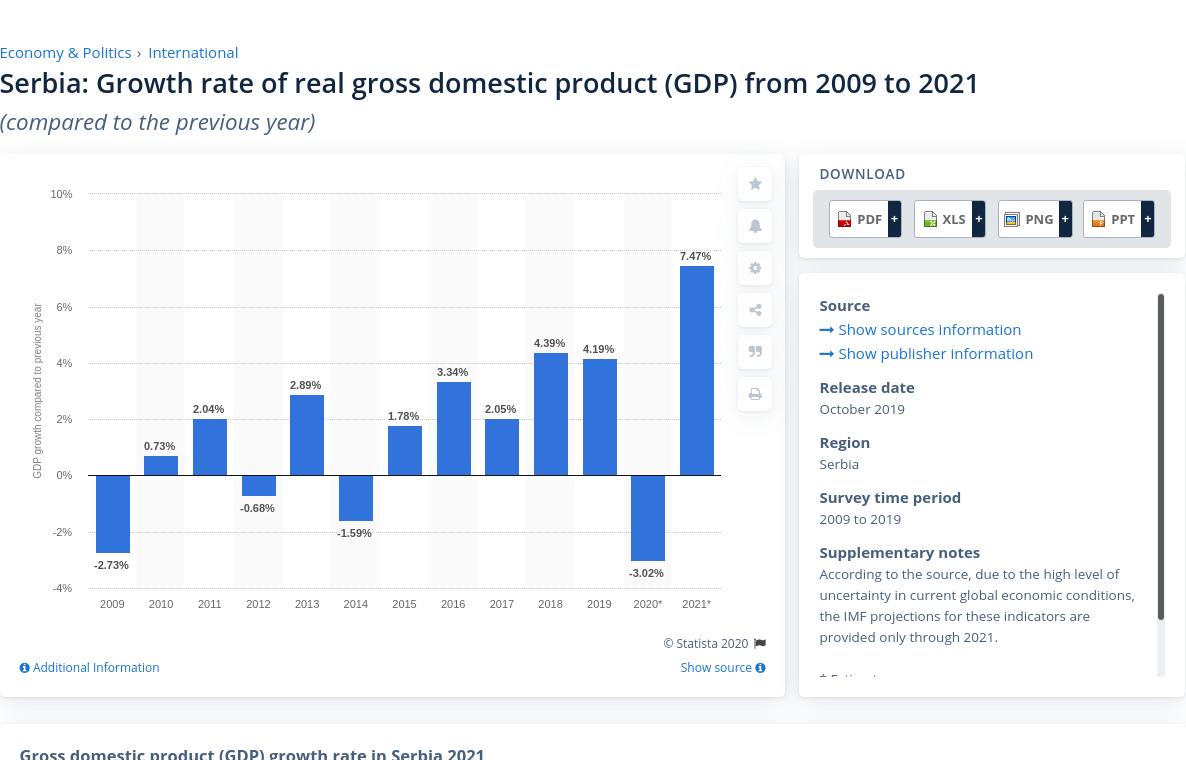 Economy & Politics › International
Serbia: Growth rate of real gross domestic product (GDP) from 2009 to 2021
(compared to the previous year)
GDP growth compared to previous year
10%
8%
6%
4%
2%
0%
-2%
-4%
-2.73%
0.73%
2.04%
-0.68%
2.89%
-1.59%
1.78%
3.34%
2.05%
4.39%
4.19%
-3.02%
7.47%
2009 2010 2011 2012 2013 2014 2015 2016 2017 2018 2019 2020* 2021*
© Statista 2020
Additional Information
Show source
DOWNLOAD
PDF + XLS + PNG + PPT +
Source
Show sources information
Show publisher information
Release date
October 2019
Region
Serbia
Survey time period
2009 to 2019
Supplementary notes
According to the source, due to the high level of
uncertainty in current global economic conditions,
the IMF projections for these indicators are
provided only through 2021.
Gross domestic product (GDP) growth rate in Serbia 2021